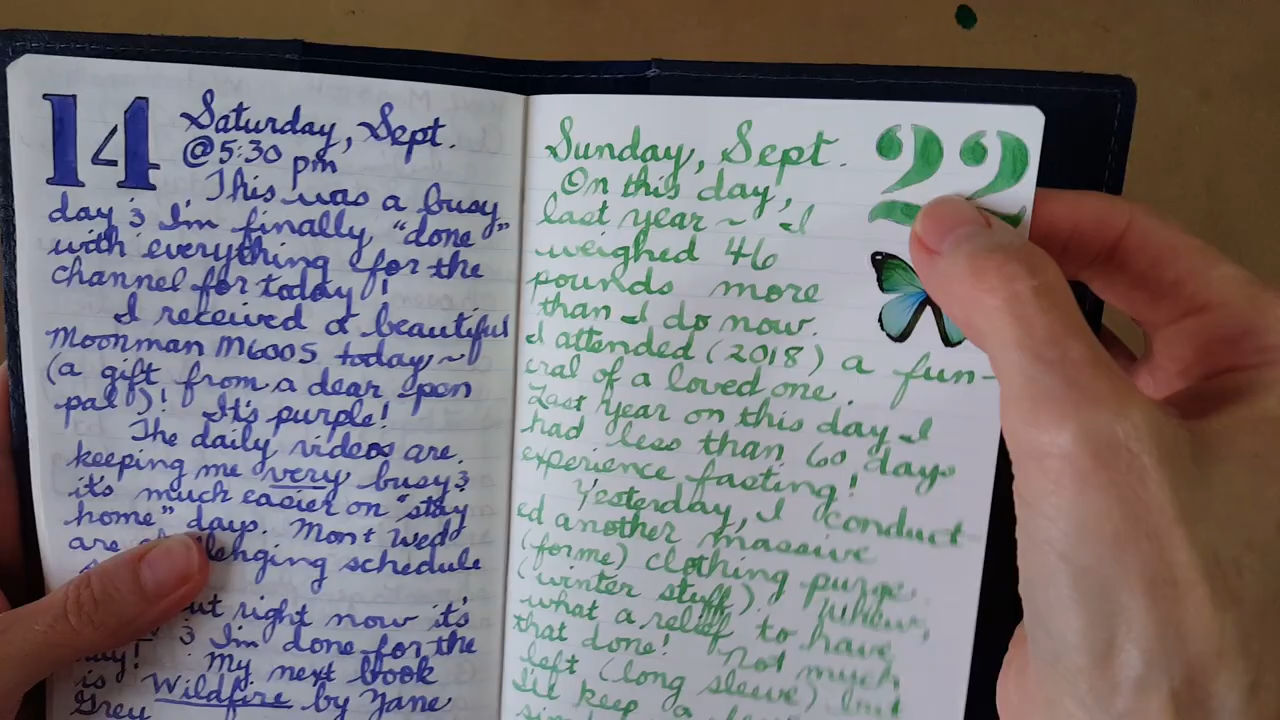 14 Saturday, Sept.
@ 5:30 pm
This was a busy
day & I'm finally "done"
with everything for the
channel for today!
I received a beautiful
Moonman M600S today ~
(a gift from a dear pen
pal)! It's purple!
The daily videos are
keeping me very busy &
it's much easier on "stay
home" days. Mon + Wed
are challenging schedule
ut right now it's
& I'm done for the
day! My next book
is Wildfire by Zane
Grey
Sunday, Sept. 22
On this day,
last year ~ I
weighed 46
pounds more
than I do now.
I attended (2018) a fun-
eral of a loved one.
Last year on this day I
had less than 60 days
experience fasting!
Yesterday, I conduct-
ed another massive
(for me) clothing purge
(winter stuff). Whew,
what a relief to have
that done! Not much
left (long sleeve) but
I'll keep a